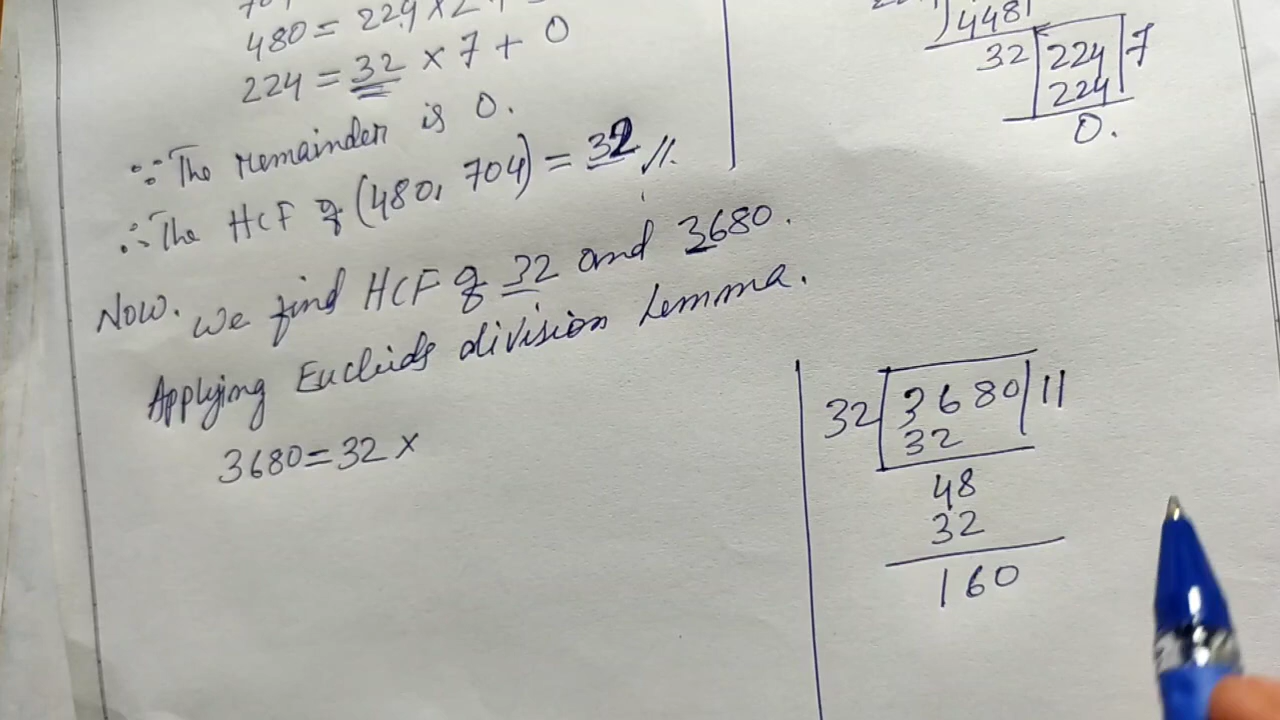 480 = 224 × 2
224 = 32 × 7 + 0
∵ The remainder is 0.
∴ The HCF of (480, 704) = 32 //.
Now. we find HCF of 32 and 3680.
Applying Euclids division Lemma.
3680 = 32 ×
448
32 224 7
224
0.
32 3680 11
32
48
32
160